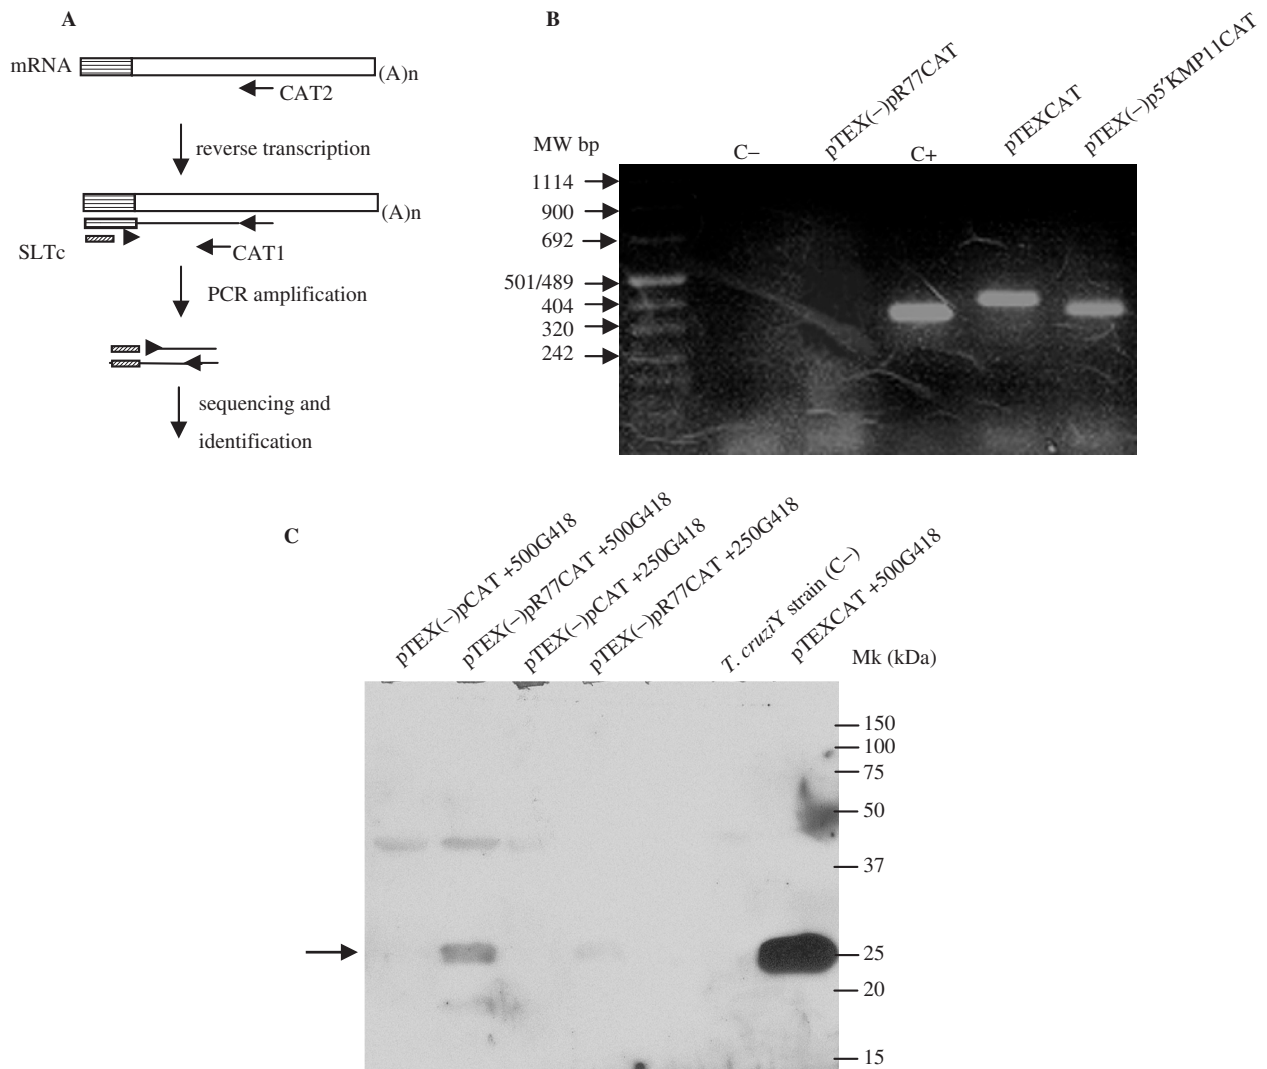 A
mRNA
(A)n
CAT2
reverse transcription
(A)n
SLTc
CAT1
PCR amplification
sequencing and
identification
B
MW bp
C−
pTEX(−)pR77CAT
C+
pTEXCAT
pTEX(−)p5′KMP11CAT
1114
900
692
501/489
404
320
242
C
pTEX(−)pCAT +500G418
pTEX(−)pR77CAT +500G418
pTEX(−)pCAT +250G418
pTEX(−)pR77CAT +250G418
T. cruziY strain (C−)
pTEXCAT +500G418
Mk (kDa)
150
100
75
50
37
25
20
15